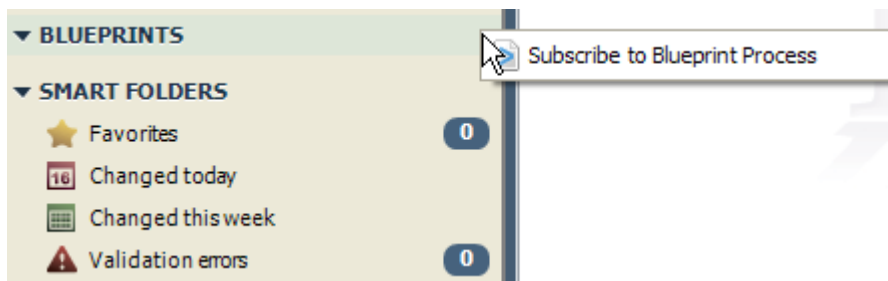 BLUEPRINTS
Subscribe to Blueprint Process
SMART FOLDERS
Favorites 0
16 Changed today
Changed this week
Validation errors 0